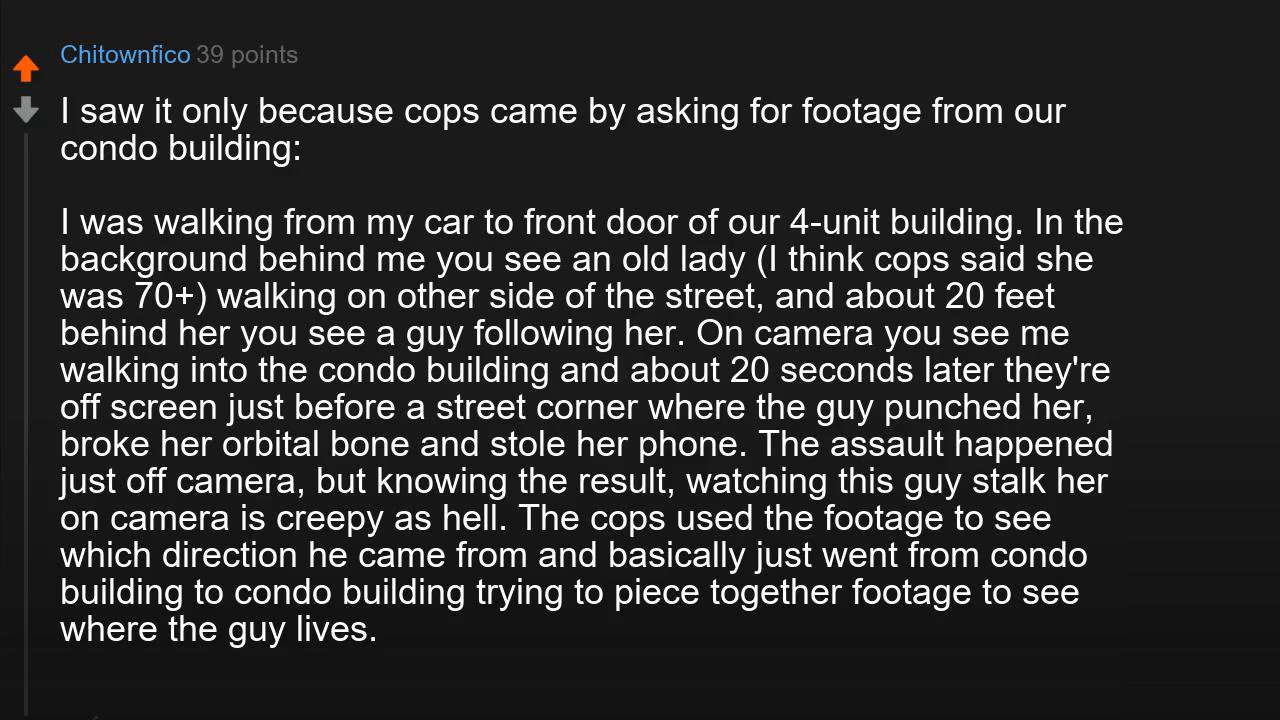 Chitownfico 39 points
I saw it only because cops came by asking for footage from our
condo building:
I was walking from my car to front door of our 4-unit building. In the
background behind me you see an old lady (I think cops said she
was 70+) walking on other side of the street, and about 20 feet
behind her you see a guy following her. On camera you see me
walking into the condo building and about 20 seconds later they're
off screen just before a street corner where the guy punched her,
broke her orbital bone and stole her phone. The assault happened
just off camera, but knowing the result, watching this guy stalk her
on camera is creepy as hell. The cops used the footage to see
which direction he came from and basically just went from condo
building to condo building trying to piece together footage to see
where the guy lives.